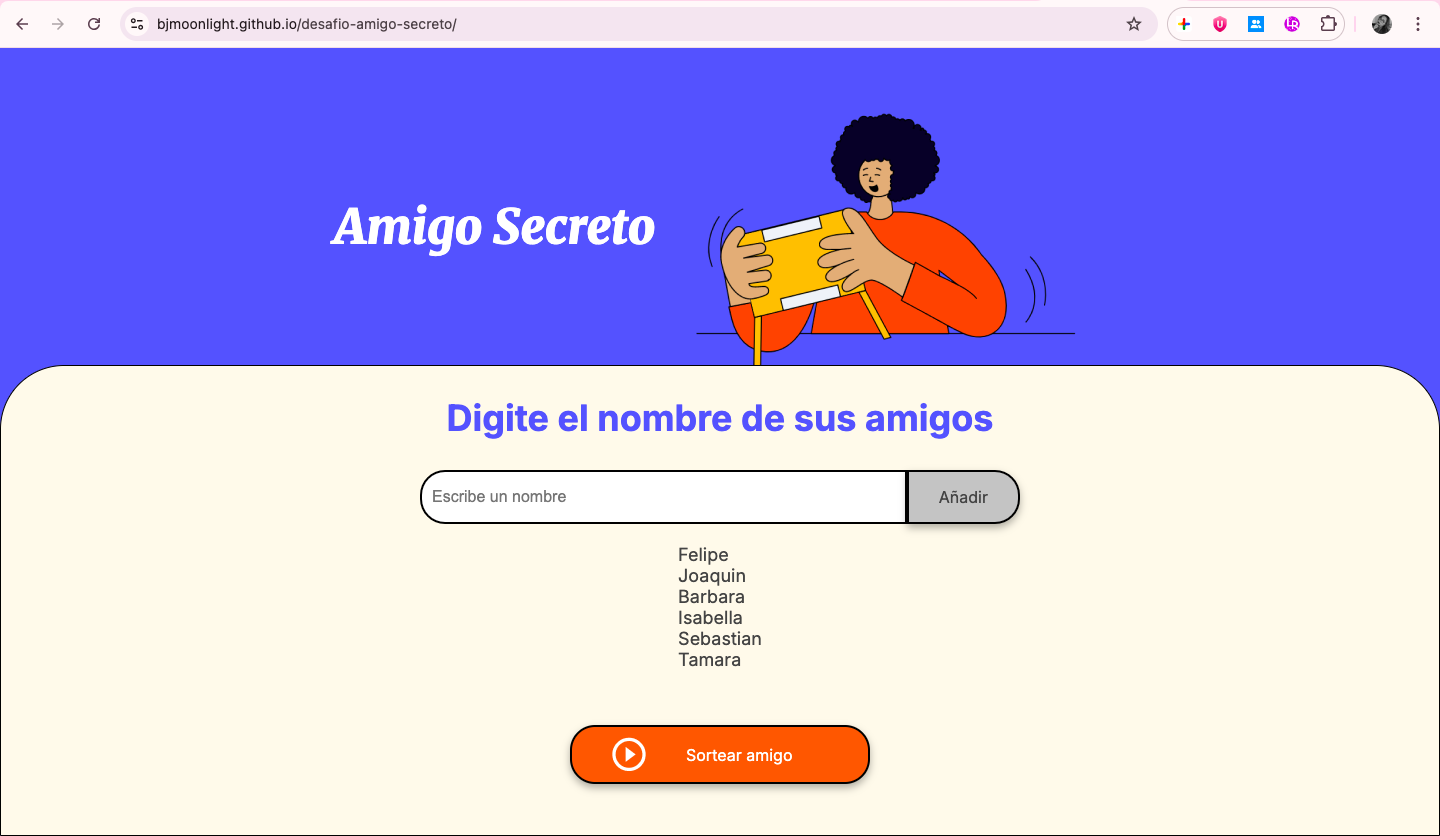 bjmoonlight.github.io/desafio-amigo-secreto/
Amigo Secreto
Digite el nombre de sus amigos
Escribe un nombre
Añadir
Felipe
Joaquin
Barbara
Isabella
Sebastian
Tamara
Sortear amigo